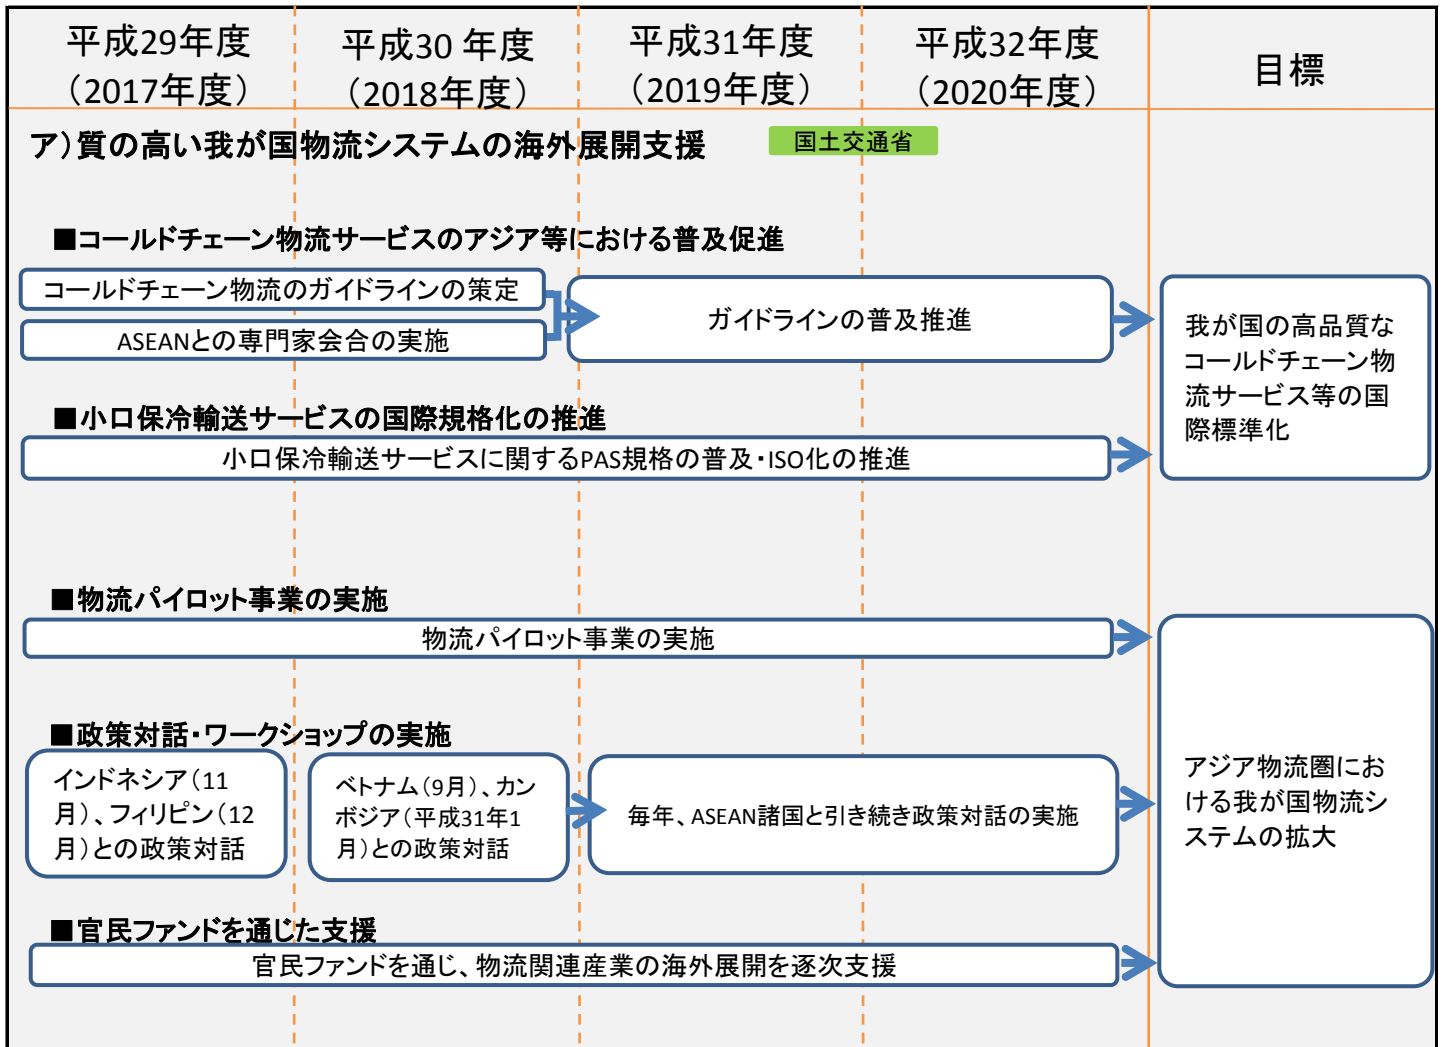 平成29年度
（2017年度）
平成30 年度
（2018年度）
平成31年度
（2019年度）
平成32年度
（2020年度）
目標
ア）質の高い我が国物流システムの海外展開支援
国土交通省
■コールドチェーン物流サービスのアジア等における普及促進
コールドチェーン物流のガイドラインの策定
ASEANとの専門家会合の実施
ガイドラインの普及推進
我が国の高品質な
コールドチェーン物
流サービス等の国
際標準化
■小口保冷輸送サービスの国際規格化の推進
小口保冷輸送サービスに関するPAS規格の普及・ISO化の推進
■物流パイロット事業の実施
物流パイロット事業の実施
■政策対話・ワークショップの実施
インドネシア（11
月）、フィリピン（12
月）との政策対話
ベトナム（9月）、カン
ボジア（平成31年1
月）との政策対話
毎年、ASEAN諸国と引き続き政策対話の実施
アジア物流圏にお
ける我が国物流シ
ステムの拡大
■官民ファンドを通じた支援
官民ファンドを通じ、物流関連産業の海外展開を逐次支援